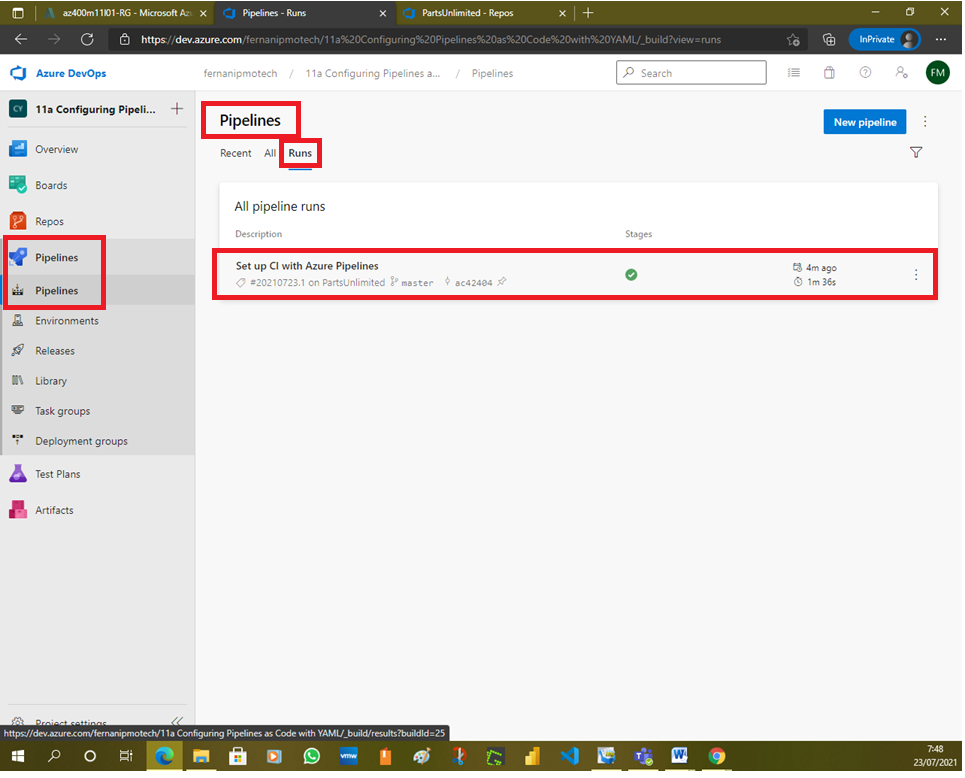 az400m11l01-RG - Microsoft Az
Pipelines - Runs
PartsUnlimited - Repos
https://dev.azure.com/fernanipmotech/11a%20Configuring%20Pipelines%20as%20Code%20with%20YAML/_build?view=runs
InPrivate
Azure DevOps
fernanipmotech / 11a Configuring Pipelines a... / Pipelines
Search
FM
CY 11a Configuring Pipeli...
Overview
Boards
Repos
Pipelines
Pipelines
Environments
Releases
Library
Task groups
Deployment groups
Test Plans
Artifacts
Project settings
Pipelines
New pipeline
Recent All Runs
All pipeline runs
Description Stages
Set up CI with Azure Pipelines
#20210723.1 on PartsUnlimited master ac42404
4m ago
1m 36s
https://dev.azure.com/fernanipmotech/11a Configuring Pipelines as Code with YAML/_build/results?buildId=25
vmw
7:48
23/07/2021